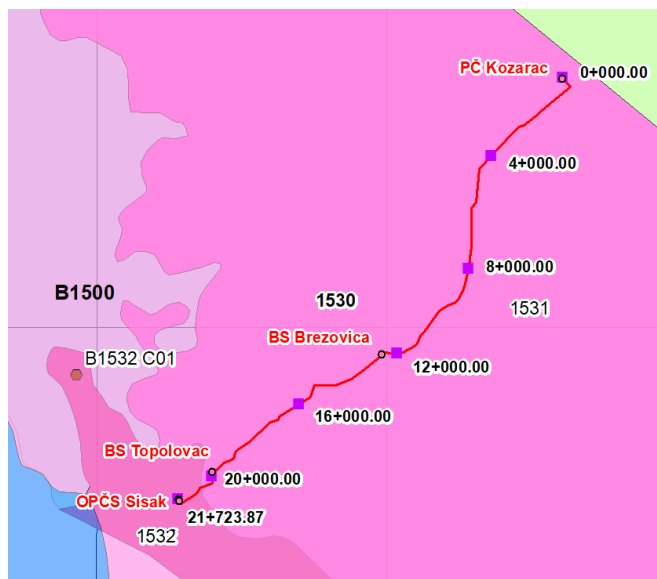 PČ Kozarac
0+000.00
4+000.00
8+000.00
B1500
1530
1531
BS Brezovica
B1532 C01
12+000.00
16+000.00
BS Topolovac
20+000.00
OPČS Sisak
21+723.87
1532